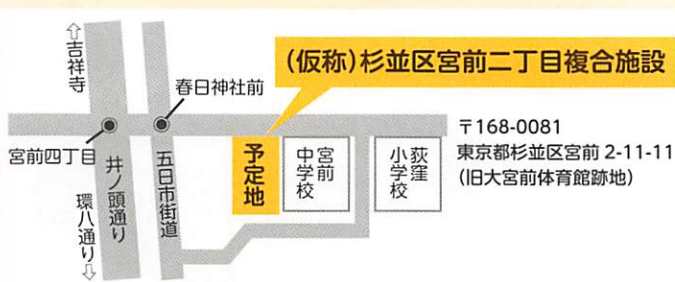 ⇧吉祥寺
(仮称)杉並区宮前二丁目複合施設
春日神社前
宮前四丁目
井ノ頭通り
環八通り⇩
五日市街道
予定地
宮前
中学校
荻窪
小学校
〒168-0081
東京都杉並区宮前 2-11-11
(旧大宮前体育館跡地)